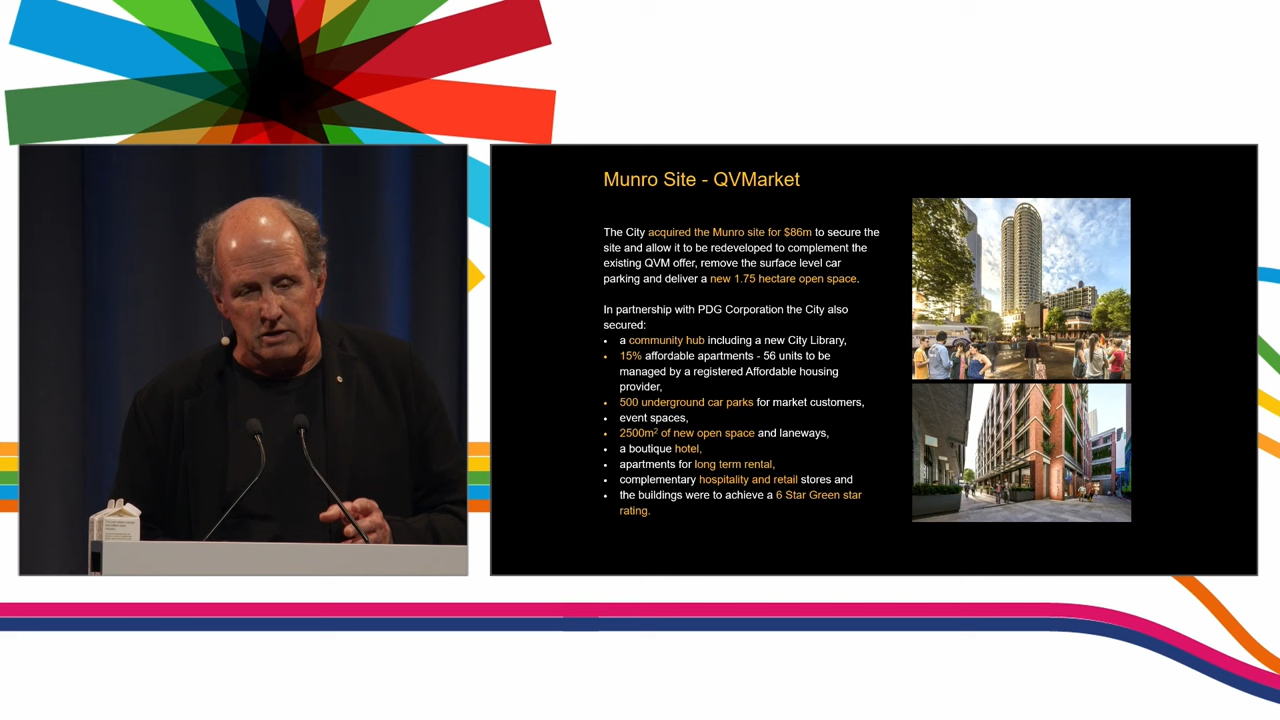 Munro Site - QVMarket
The City acquired the Munro site for $86m to secure the
site and allow it to be redeveloped to complement the
existing QVM offer, remove the surface level car
parking and deliver a new 1.75 hectare open space.
In partnership with PDG Corporation the City also
secured:
• a community hub including a new City Library,
• 15% affordable apartments - 56 units to be
managed by a registered Affordable housing
provider,
• 500 underground car parks for market customers,
• event spaces,
• 2500m² of new open space and laneways,
• a boutique hotel,
• apartments for long term rental,
• complementary hospitality and retail stores and
• the buildings were to achieve a 6 Star Green star
rating.